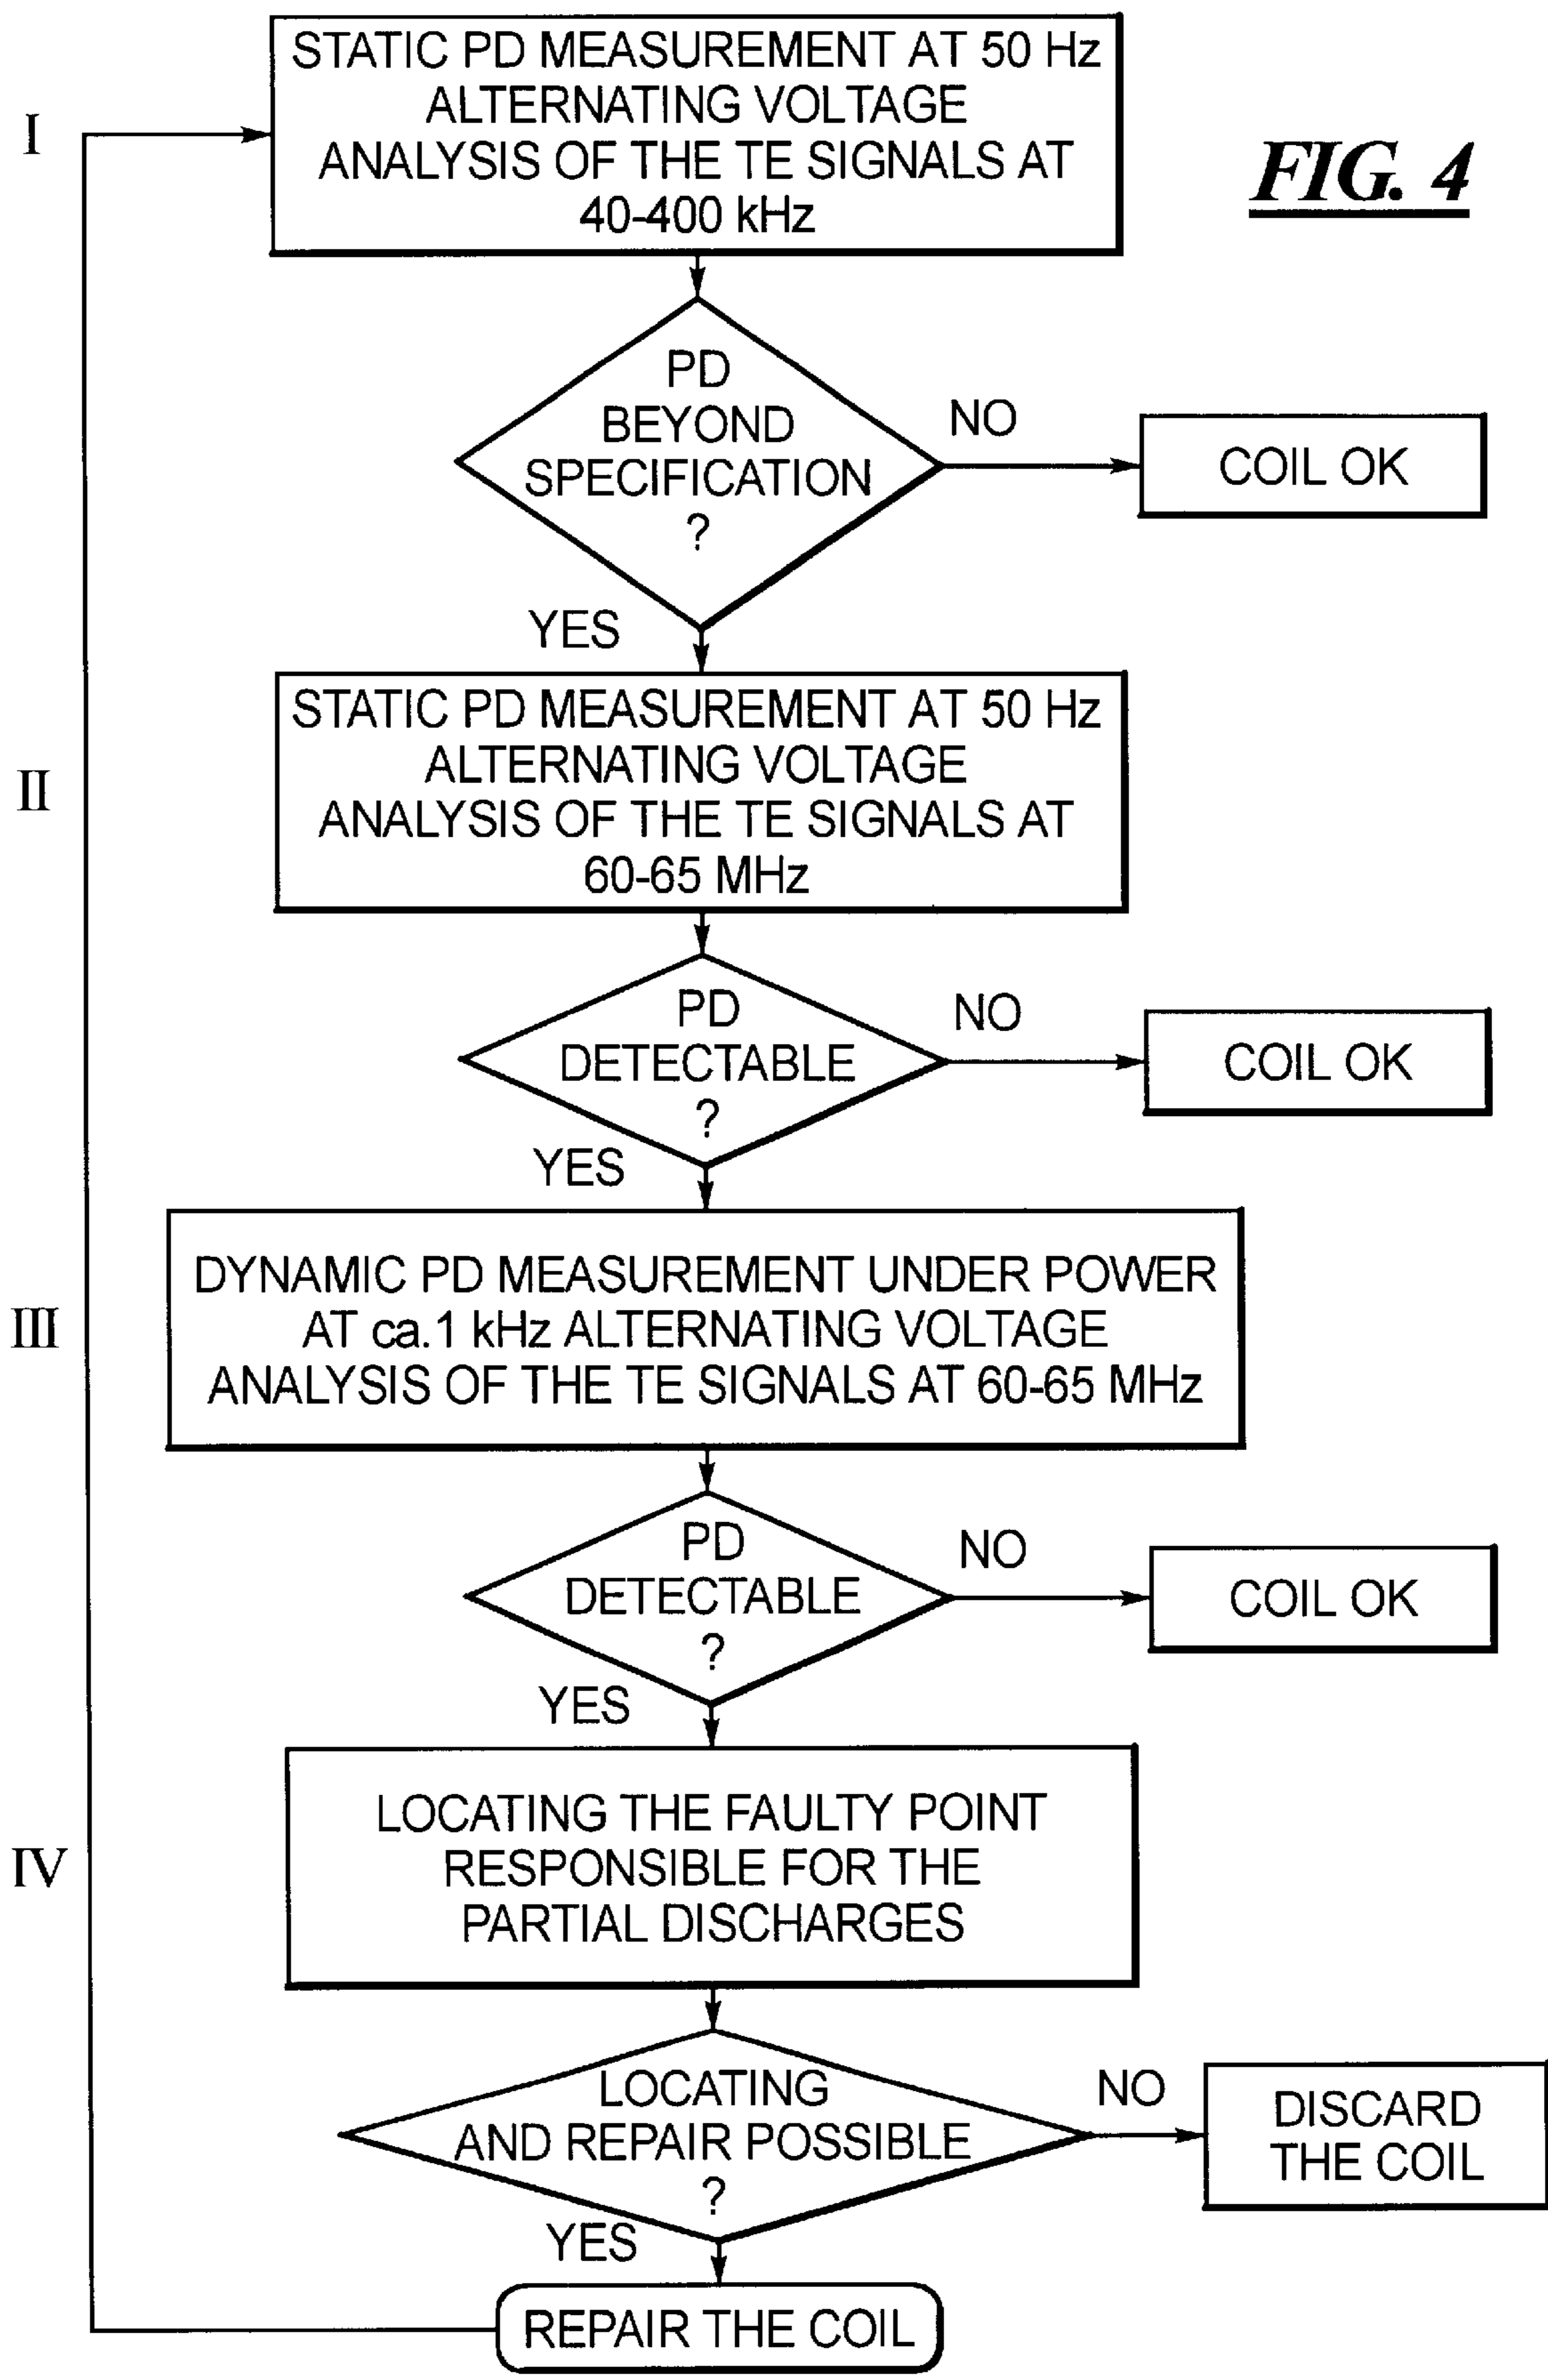 STATIC PD MEASUREMENT AT 50 Hz
ALTERNATING VOLTAGE
ANALYSIS OF THE TE SIGNALS AT
40-400 kHz
I
FIG. 4
PD
BEYOND
SPECIFICATION
?
NO
COIL OK
YES
STATIC PD MEASUREMENT AT 50 Hz
ALTERNATING VOLTAGE
ANALYSIS OF THE TE SIGNALS AT
60-65 MHz
II
PD
DETECTABLE
?
NO
COIL OK
YES
DYNAMIC PD MEASUREMENT UNDER POWER
AT ca.1 kHz ALTERNATING VOLTAGE
ANALYSIS OF THE TE SIGNALS AT 60-65 MHz
III
PD
DETECTABLE
?
NO
COIL OK
YES
LOCATING THE FAULTY POINT
RESPONSIBLE FOR THE
PARTIAL DISCHARGES
IV
LOCATING
AND REPAIR POSSIBLE
?
NO
DISCARD
THE COIL
YES
REPAIR THE COIL